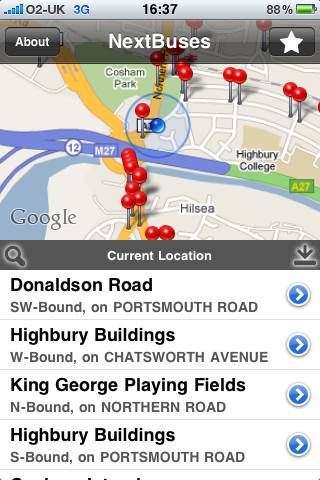 O2-UK 3G 16:37 88%
About NextBuses
Cosham
Park
12 M27
Highbury
College
A27
Google
Hilsea
Current Location
Donaldson Road
SW-Bound, on PORTSMOUTH ROAD
Highbury Buildings
W-Bound, on CHATSWORTH AVENUE
King George Playing Fields
N-Bound, on NORTHERN ROAD
Highbury Buildings
S-Bound, on PORTSMOUTH ROAD